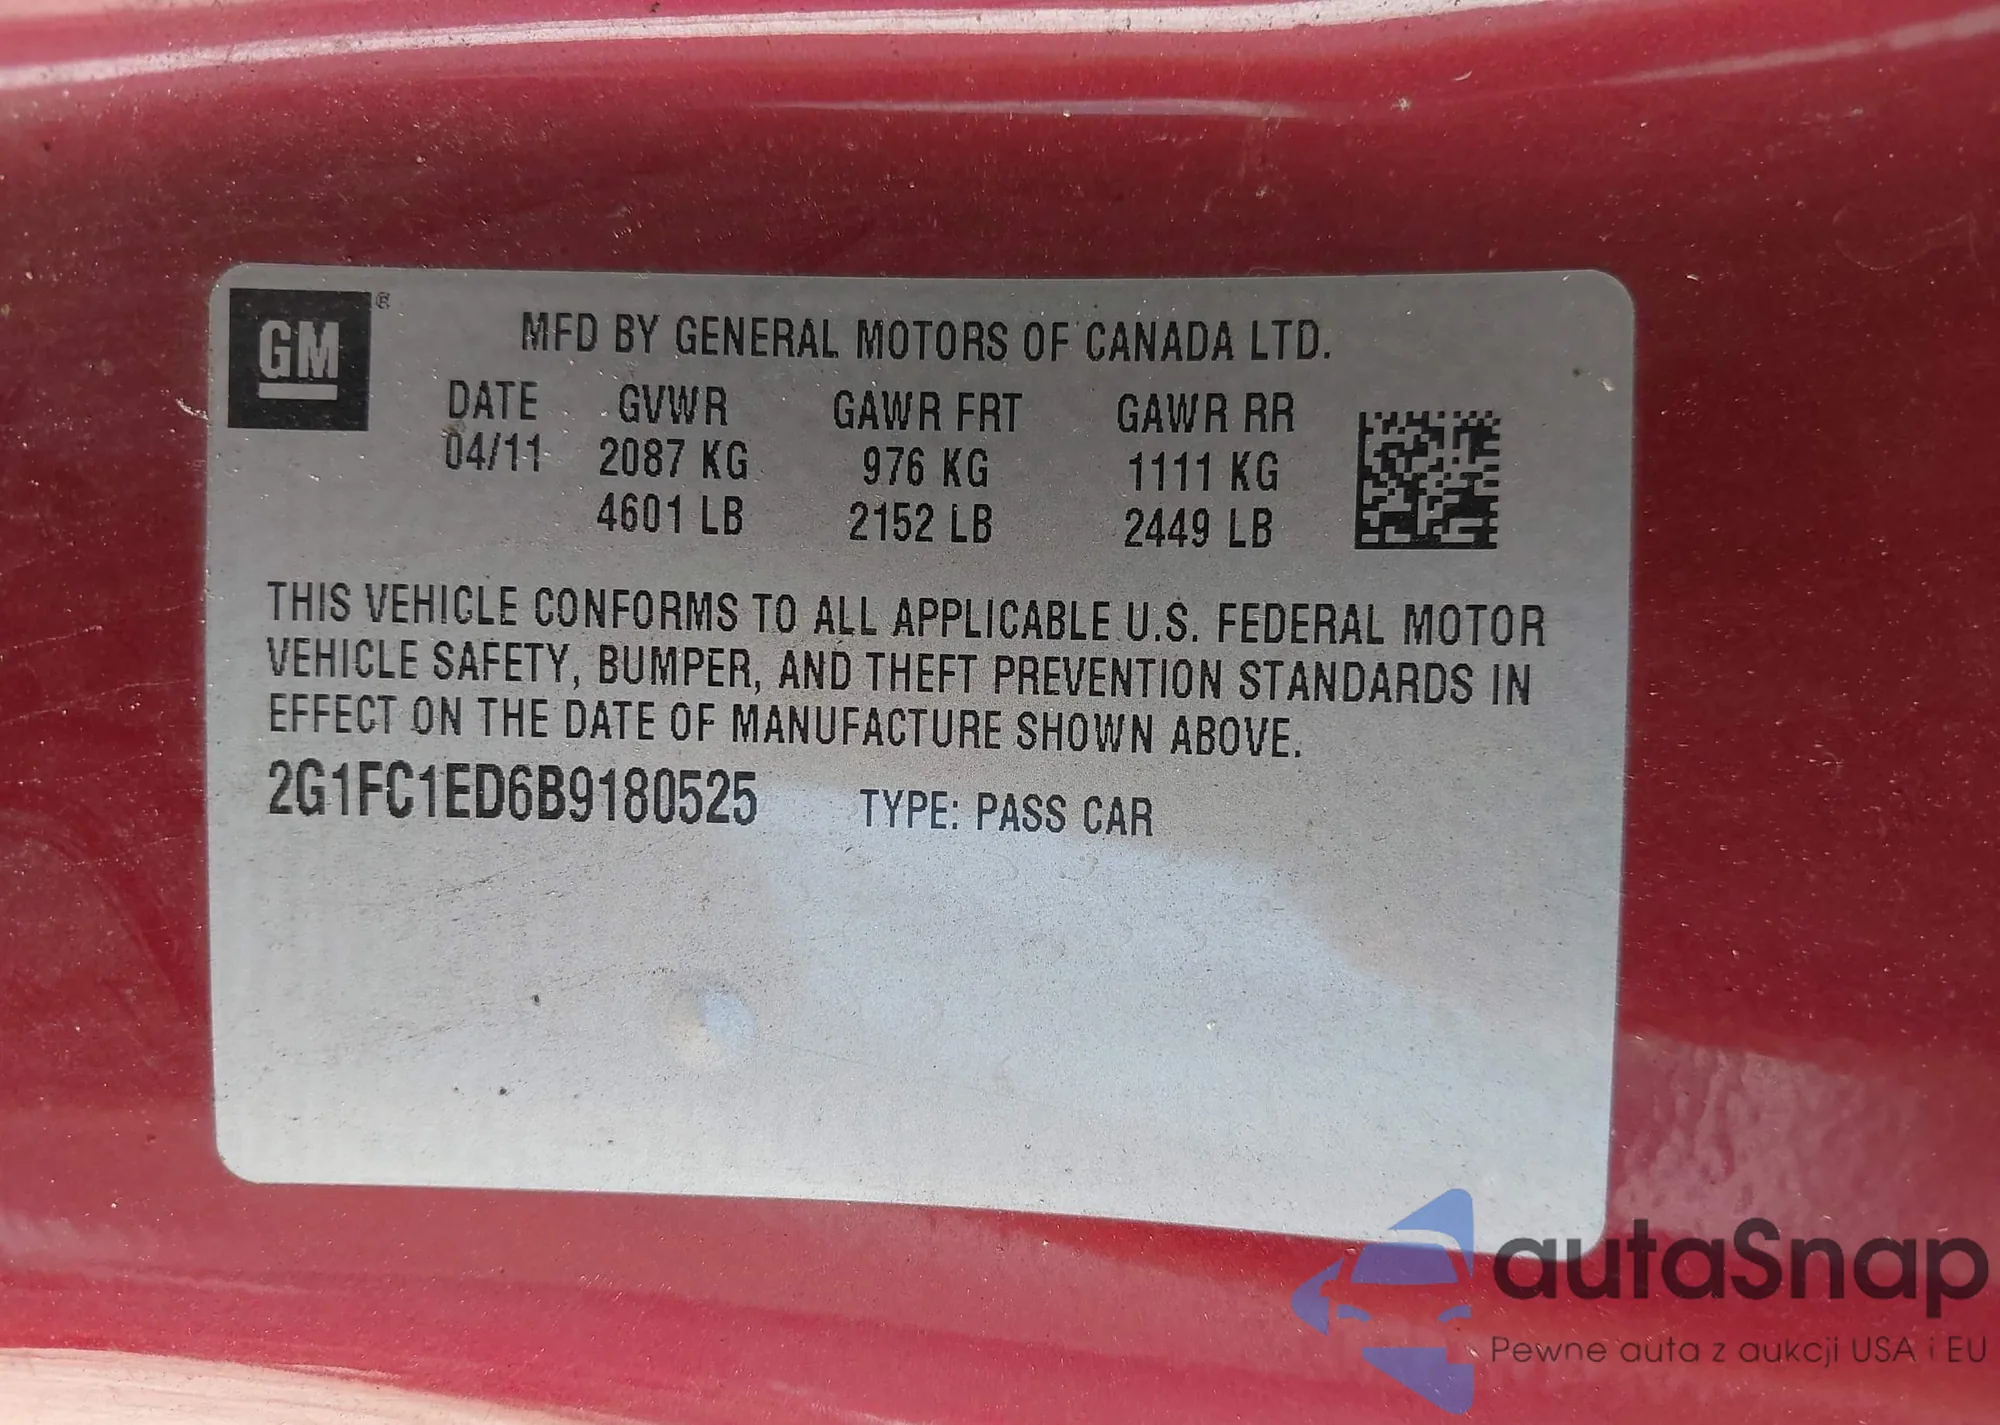 GM ®
MFD BY GENERAL MOTORS OF CANADA LTD.
DATE GVWR GAWR FRT GAWR RR
04/11 2087 KG 976 KG 1111 KG
4601 LB 2152 LB 2449 LB
THIS VEHICLE CONFORMS TO ALL APPLICABLE U.S. FEDERAL MOTOR
VEHICLE SAFETY, BUMPER, AND THEFT PREVENTION STANDARDS IN
EFFECT ON THE DATE OF MANUFACTURE SHOWN ABOVE.
2G1FC1ED6B9180525 TYPE: PASS CAR
autaSnap
Pewne auta z aukcji USA i EU